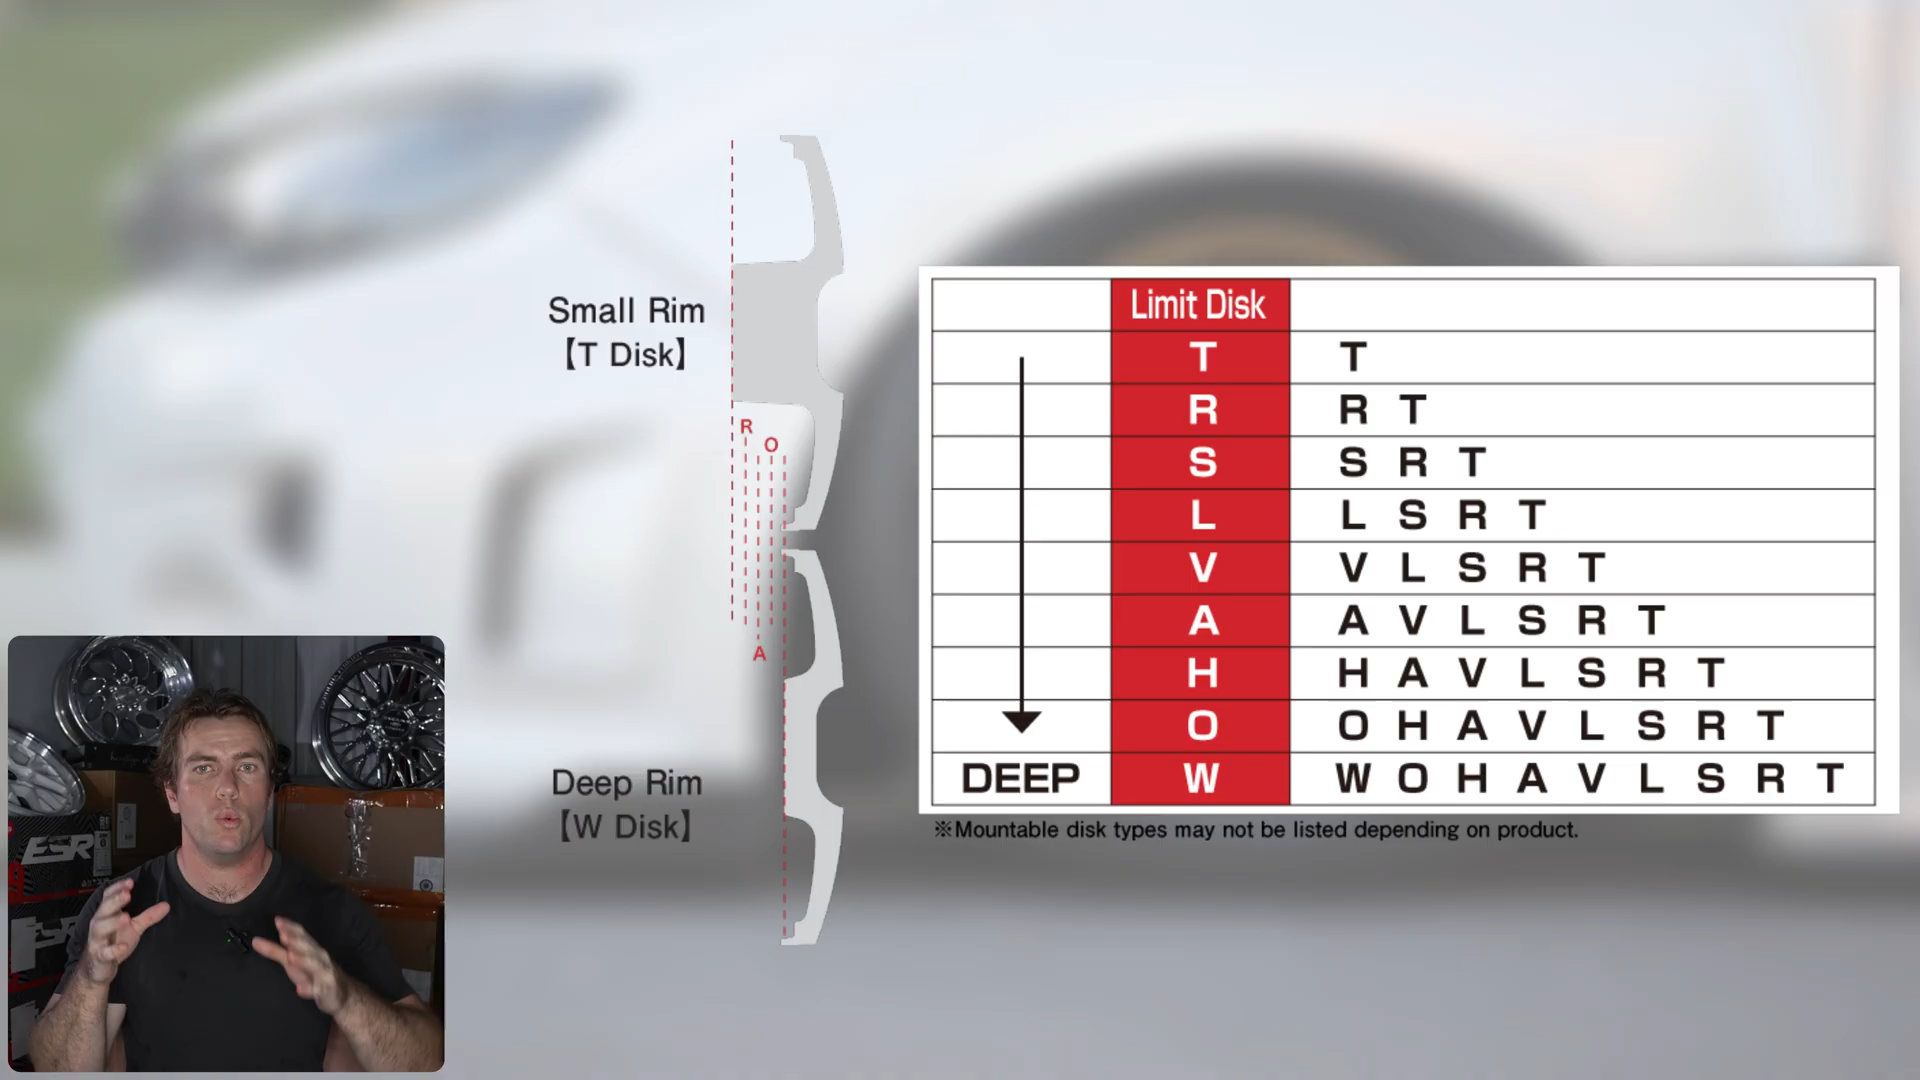 Small Rim
【T Disk】
R
O
A
Deep Rim
【W Disk】
Limit Disk
T T
R R T
S S R T
L L S R T
V V L S R T
A A V L S R T
H H A V L S R T
O O H A V L S R T
DEEP W W O H A V L S R T
※Mountable disk types may not be listed depending on product.
ESR